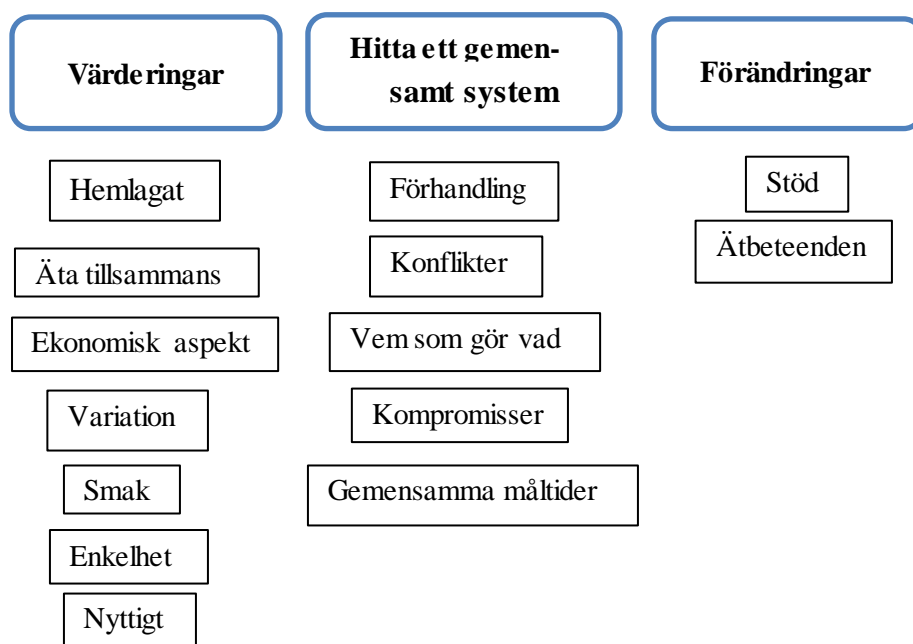 Värderingar
Hemlagat
Äta tillsammans
Ekonomisk aspekt
Variation
Smak
Enkelhet
Nyttigt
Hitta ett gemen-
samt system
Förhandling
Konflikter
Vem som gör vad
Kompromisser
Gemensamma måltider
Förändringar
Stöd
Ätbeteenden